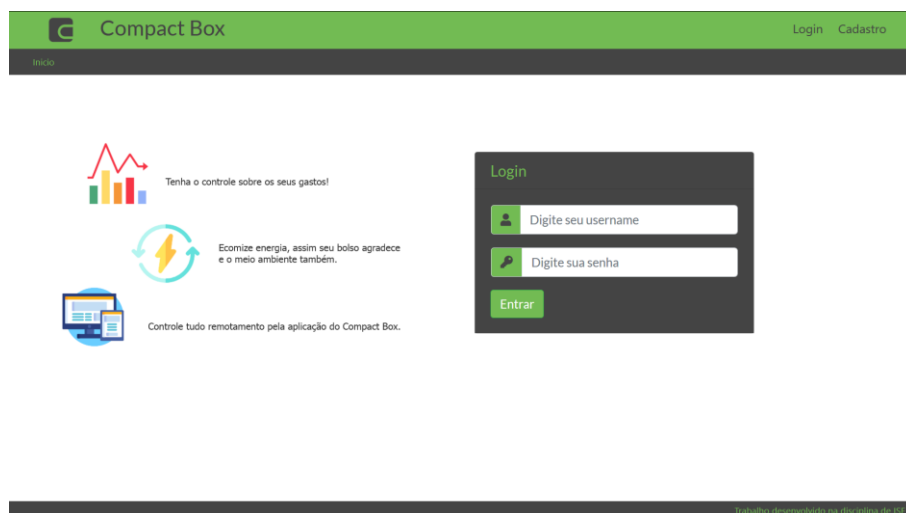 Compact Box
Login Cadastro
Início
Tenha o controle sobre os seus gastos!
Ecomize energia, assim seu bolso agradece
e o meio ambiente também.
Controle tudo remotamente pela aplicação do Compact Box.
Login
Digite seu username
Digite sua senha
Entrar
Trabalho desenvolvido na disciplina de ISE